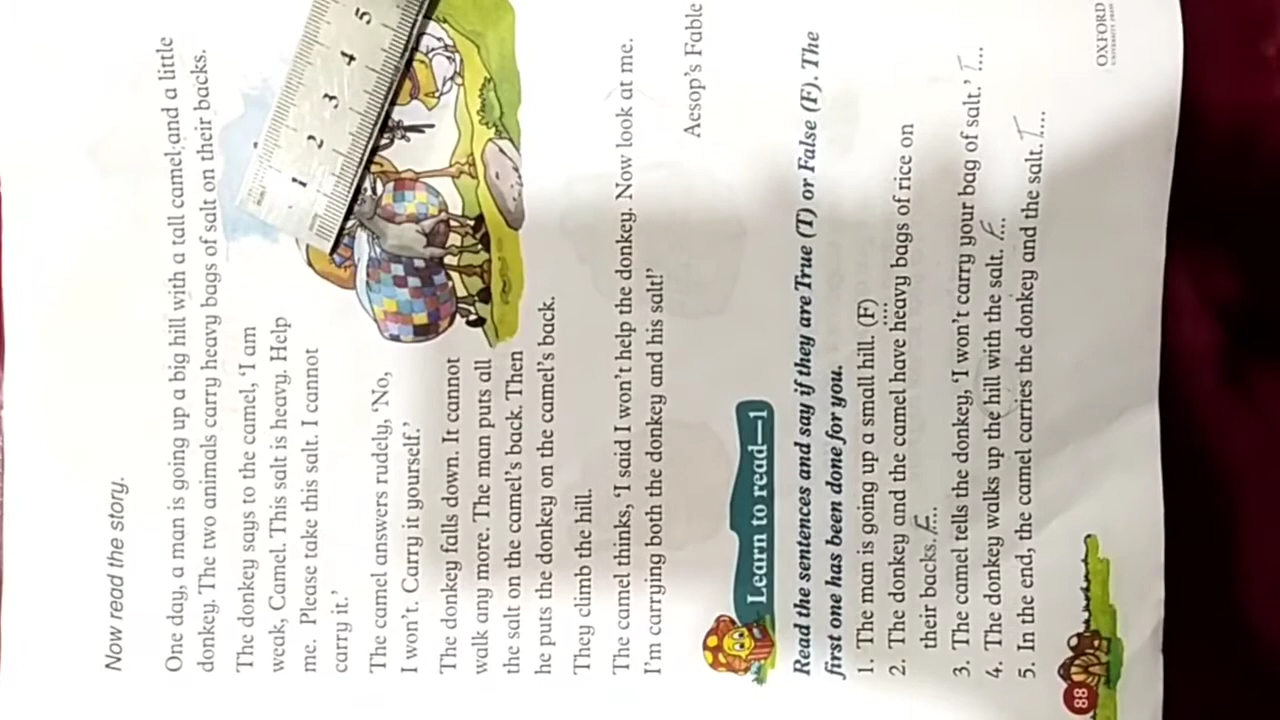 Now read the story.
One day, a man is going up a big hill with a tall camel and a little
donkey. The two animals carry heavy bags of salt on their backs.
The donkey says to the camel, ‘I am
weak, Camel. This salt is heavy. Help
me. Please take this salt. I cannot
carry it.’
The camel answers rudely, ‘No,
I won't. Carry it yourself.’
The donkey falls down. It cannot
walk any more. The man puts all
the salt on the camel's back. Then
he puts the donkey on the camel's back.
They climb the hill.
The camel thinks, ‘I said I won't help the donkey. Now look at me.
I'm carrying both the donkey and his salt!’
Aesop's Fable
1 2 3 4 5
Learn to read—1
Read the sentences and say if they are True (T) or False (F). The
first one has been done for you.
1. The man is going up a small hill. (F)
2. The donkey and the camel have heavy bags of rice on
their backs. F....
3. The camel tells the donkey, ‘I won't carry your bag of salt.’ T....
4. The donkey walks up the hill with the salt. F....
5. In the end, the camel carries the donkey and the salt. T....
88
OXFORD
UNIVERSITY PRESS